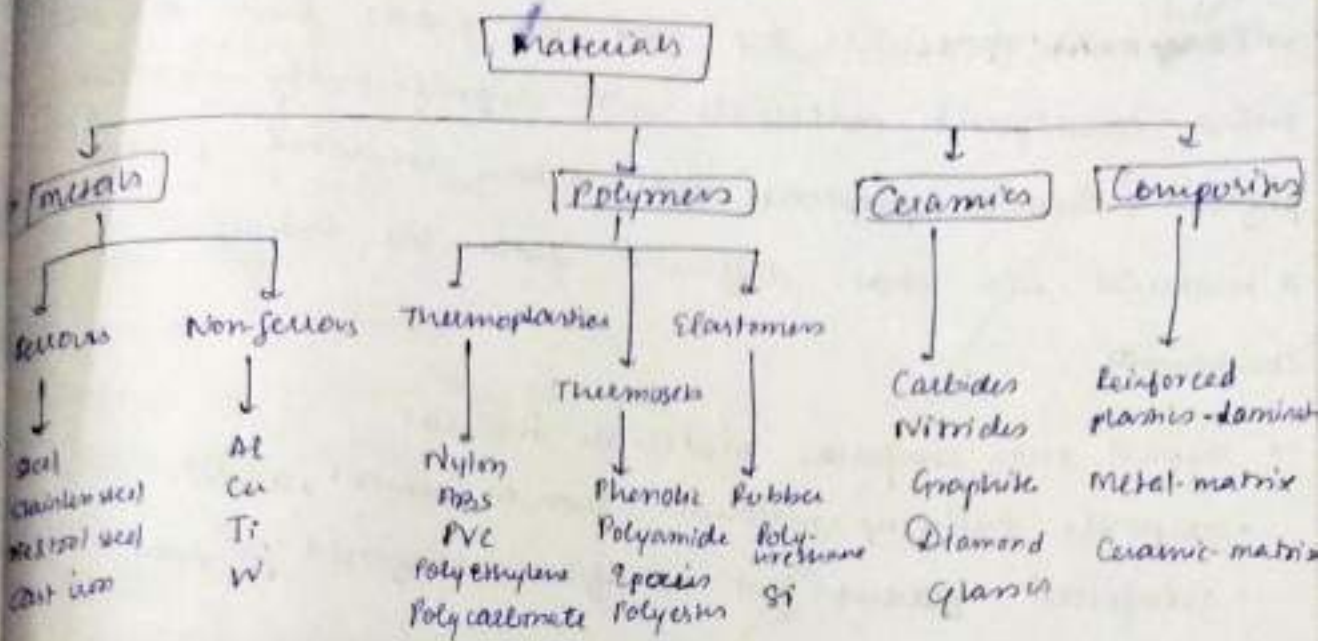 Materials
Metals Polymers Ceramics Composites
ferrous Non-ferrous Thermoplastics Elastomers
Thermosets
Steel
Stainless steel
steel
Cast iron
Al
Cu
Ti
W
Nylon
ABS
PVC
Polyethylene
Polycarbonate
Phenolic
Polyamide
Epoxies
Polyesters
Rubber
Poly-
urethane
Si
Carbides
Nitrides
Graphite
Diamond
Glasses
Reinforced
plastics-laminat
Metal-matrix
Ceramic-matrix